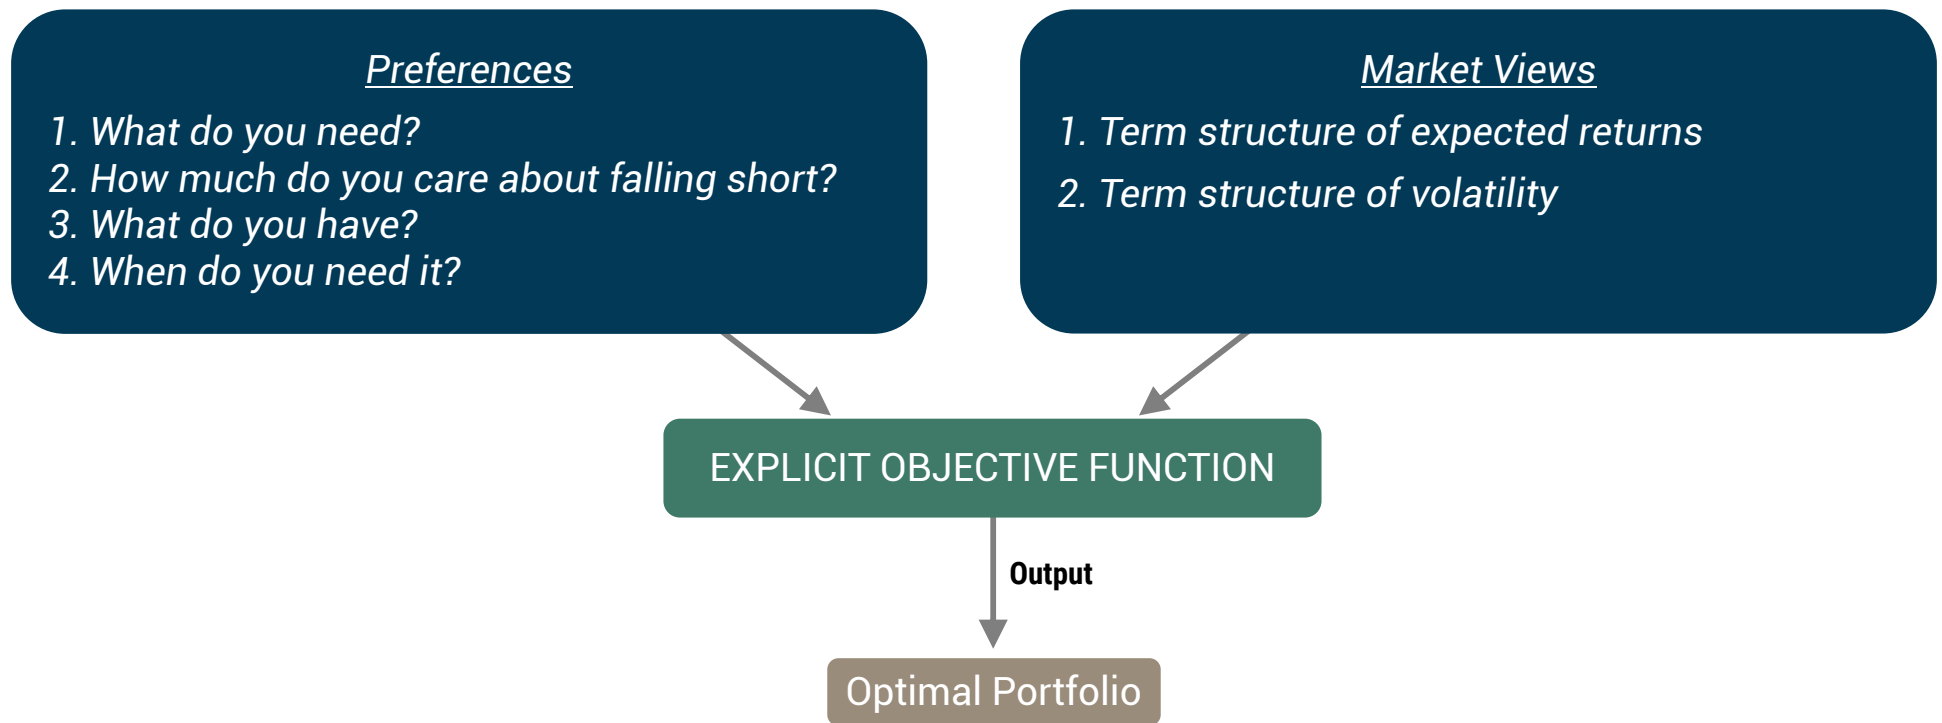 Preferences
1. What do you need?
2. How much do you care about falling short?
3. What do you have?
4. When do you need it?
Market Views
1. Term structure of expected returns
2. Term structure of volatility
EXPLICIT OBJECTIVE FUNCTION
Output
Optimal Portfolio